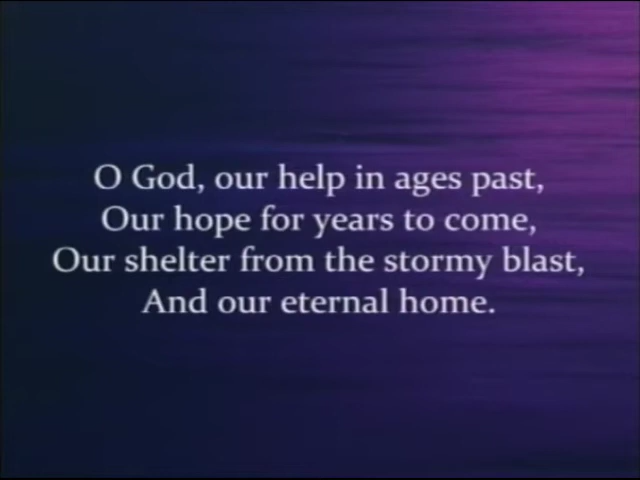 O God, our help in ages past,
Our hope for years to come,
Our shelter from the stormy blast,
And our eternal home.